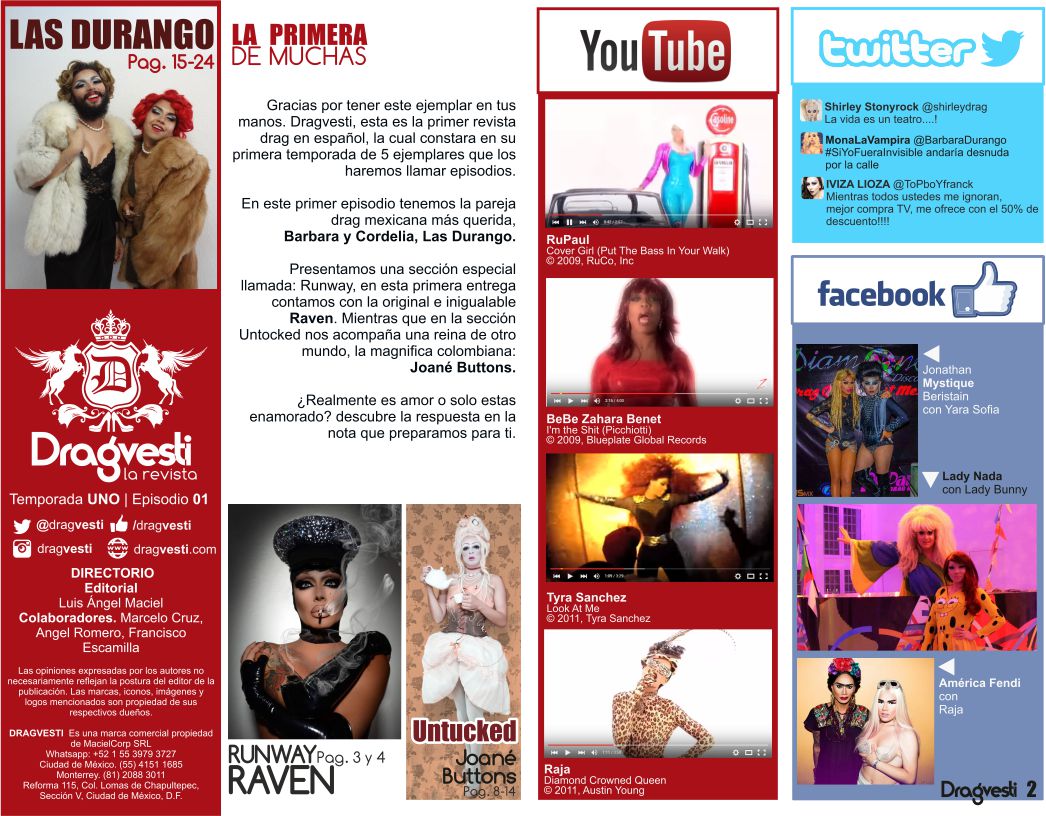 LAS DURANGO
Pag. 15-24
D
Dragvesti
la revista
Temporada UNO | Episodio 01
@dragvesti /dragvesti
dragvesti dragvesti.com
DIRECTORIO
Editorial
Luis Ángel Maciel
Colaboradores. Marcelo Cruz,
Angel Romero, Francisco
Escamilla
Las opiniones expresadas por los autores no
necesariamente reflejan la postura del editor de la
publicación. Las marcas, iconos, imágenes y
logos mencionados son propiedad de sus
respectivos dueños.
DRAGVESTI Es una marca comercial propiedad
de MacielCorp SRL
Whatsapp: +52 1 55 3979 3727
Ciudad de México. (55) 4151 1685
Monterrey. (81) 2088 3011
Reforma 115, Col. Lomas de Chapultepec,
Sección V, Ciudad de México, D.F.
LA PRIMERA
DE MUCHAS
Gracias por tener este ejemplar en tus
manos. Dragvesti, esta es la primer revista
drag en español, la cual constara en su
primera temporada de 5 ejemplares que los
haremos llamar episodios.
En este primer episodio tenemos la pareja
drag mexicana más querida,
Barbara y Cordelia, Las Durango.
Presentamos una sección especial
llamada: Runway, en esta primera entrega
contamos con la original e inigualable
Raven. Mientras que en la sección
Untocked nos acompaña una reina de otro
mundo, la magnifica colombiana:
Joané Buttons.
¿Realmente es amor o solo estas
enamorado? descubre la respuesta en la
nota que preparamos para ti.
RUNWAY Pag. 3 y 4
RAVEN
Untucked
Joané
Buttons
Pag. 8-14
YouTube
Gasoline
RuPaul
Cover Girl (Put The Bass In Your Walk)
© 2009, RuCo, Inc
BeBe Zahara Benet
I'm the Shit (Picchiotti)
© 2009, Blueplate Global Records
Tyra Sanchez
Look At Me
© 2011, Tyra Sanchez
Raja
Diamond Crowned Queen
© 2011, Austin Young
twitter
Shirley Stonyrock @shirleydrag
La vida es un teatro....!
MonaLaVampira @BarbaraDurango
#SiYoFueraInvisible andaría desnuda
por la calle
IVIZA LIOZA @ToPboYfranck
Mientras todos ustedes me ignoran,
mejor compra TV, me ofrece con el 50% de
descuento!!!!
facebook
Jonathan
Mystique
Beristain
con Yara Sofia
Lady Nada
con Lady Bunny
América Fendi
con
Raja
Dragvesti 2